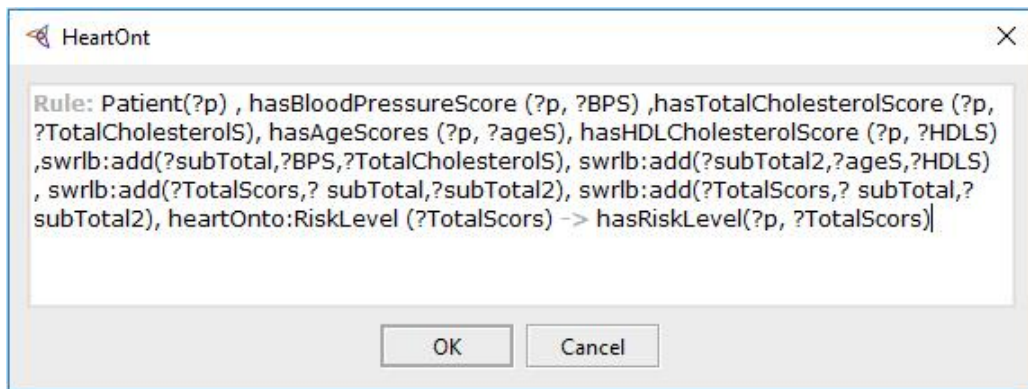 HeartOnt
Rule: Patient(?p) , hasBloodPressureScore (?p, ?BPS) ,hasTotalCholesterolScore (?p,
?TotalCholesterolS), hasAgeScores (?p, ?ageS), hasHDLCholesterolScore (?p, ?HDLS)
,swrlb:add(?subTotal,?BPS,?TotalCholesterolS), swrlb:add(?subTotal2,?ageS,?HDLS)
, swrlb:add(?TotalScors,? subTotal,?subTotal2), swrlb:add(?TotalScors,? subTotal,?
subTotal2), heartOnto:RiskLevel (?TotalScors) -> hasRiskLevel(?p, ?TotalScors)
OK Cancel